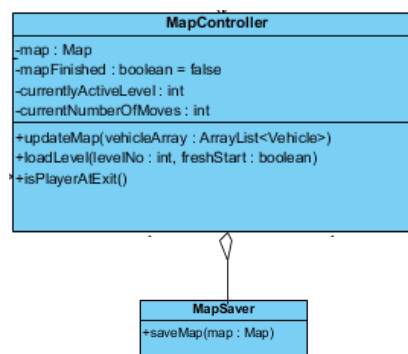 MapController
-map : Map
-mapFinished : boolean = false
-currentlyActiveLevel : int
-currentNumberOfMoves : int
+updateMap(vehicleArray : ArrayList<Vehicle>)
+loadLevel(levelNo : int, freshStart : boolean)
+isPlayerAtExit()
MapSaver
+saveMap(map : Map)